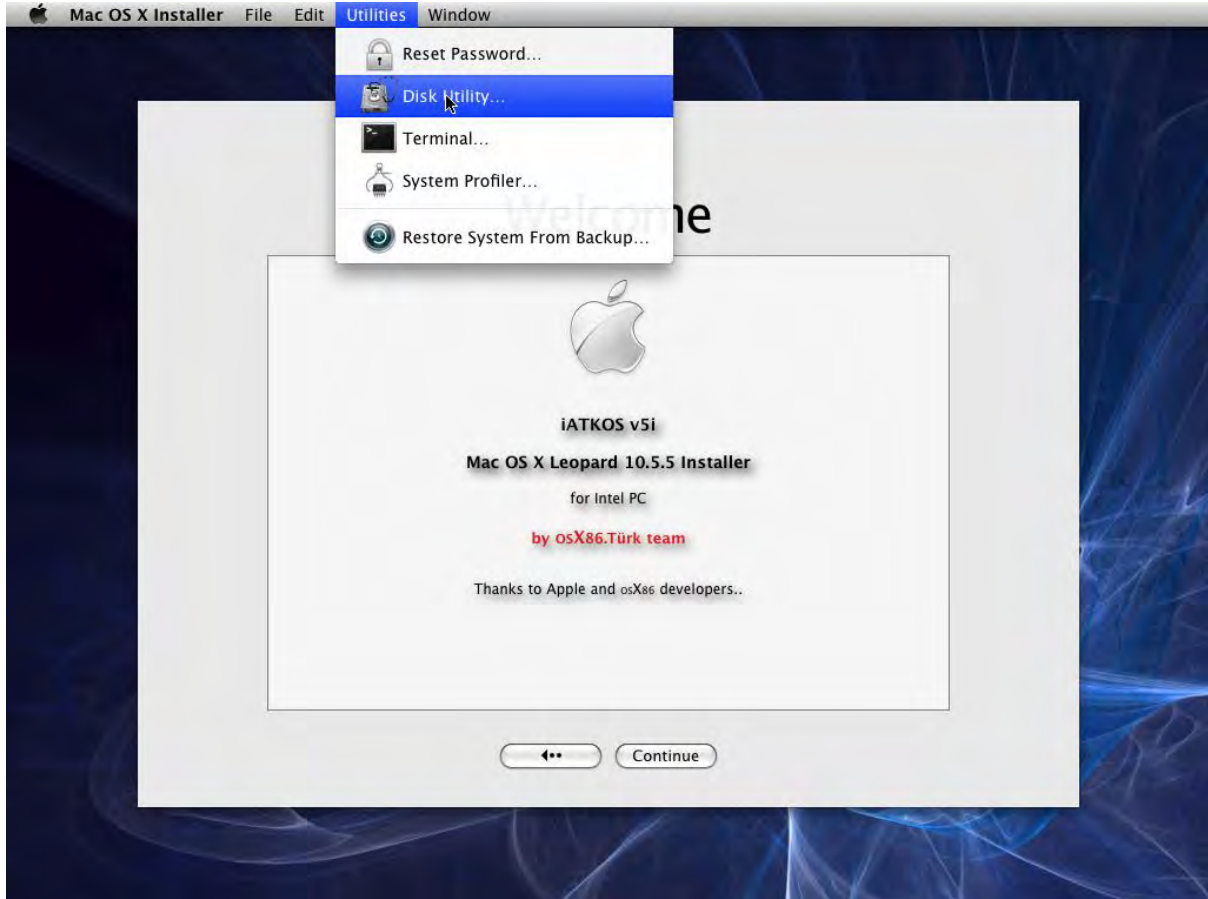 Mac OS X Installer File Edit Utilities Window
Reset Password...
Disk Utility...
Terminal...
System Profiler...
Restore System From Backup...
Welcome
iATKOS v5i
Mac OS X Leopard 10.5.5 Installer
for Intel PC
by osX86.Türk team
Thanks to Apple and osX86 developers..
Continue